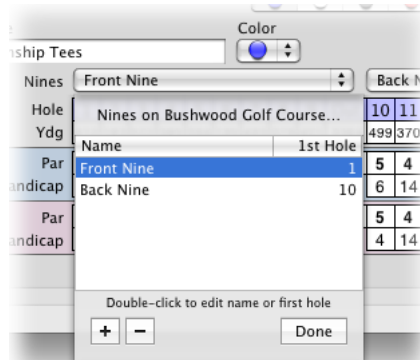 Color
ship Tees
Nines Front Nine Back N
Hole 10 11
Ydg 499 370
Nines on Bushwood Golf Course...
Name 1st Hole
Par 5 4
Front Nine 1
andicap 6 14
Back Nine 10
Par 5 4
andicap 4 14
Double-click to edit name or first hole
+ − Done